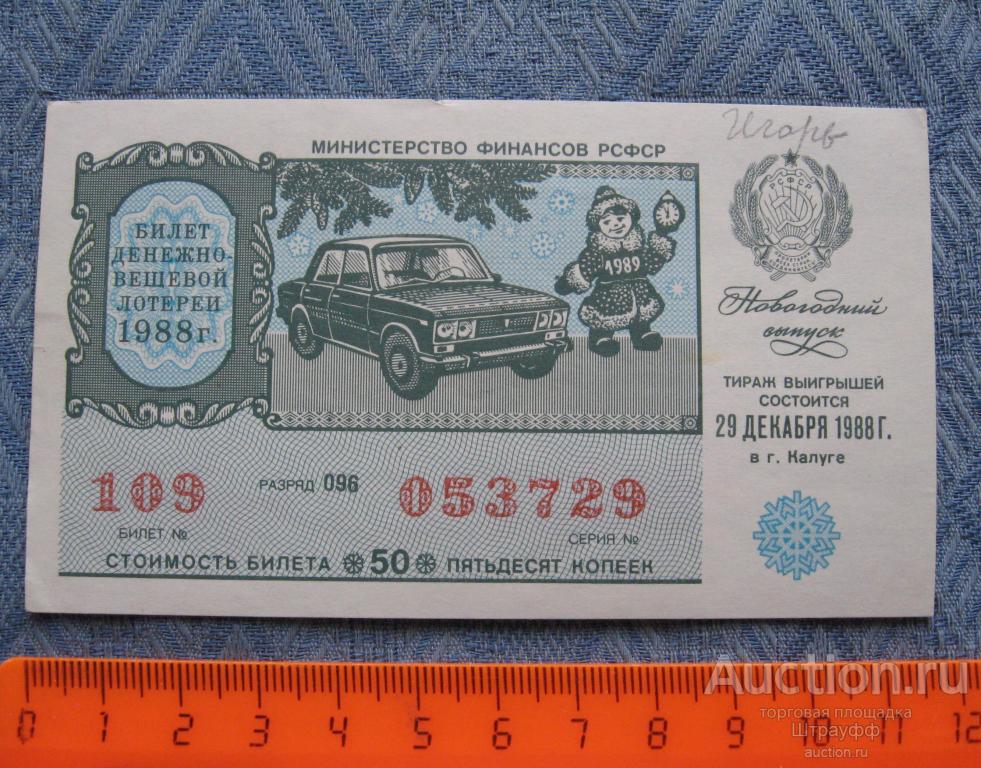 Игорь
МИНИСТЕРСТВО ФИНАНСОВ РСФСР
БИЛЕТ
ДЕНЕЖНО-
ВЕЩЕВОЙ
ЛОТЕРЕИ
1988г.
1989
РСФСР
Новогодний
выпуск
ТИРАЖ ВЫИГРЫШЕЙ
СОСТОИТСЯ
29 ДЕКАБРЯ 1988 Г.
в г. Калуге
109 РАЗРЯД 096 053729
БИЛЕТ № СЕРИЯ №
СТОИМОСТЬ БИЛЕТА 50 ПЯТЬДЕСЯТ КОПЕЕК
0 1 2 3 4 5 6 7 8 9 10 11 12
Auction.ru
торговая площадка
Штрауфф
auction.ru